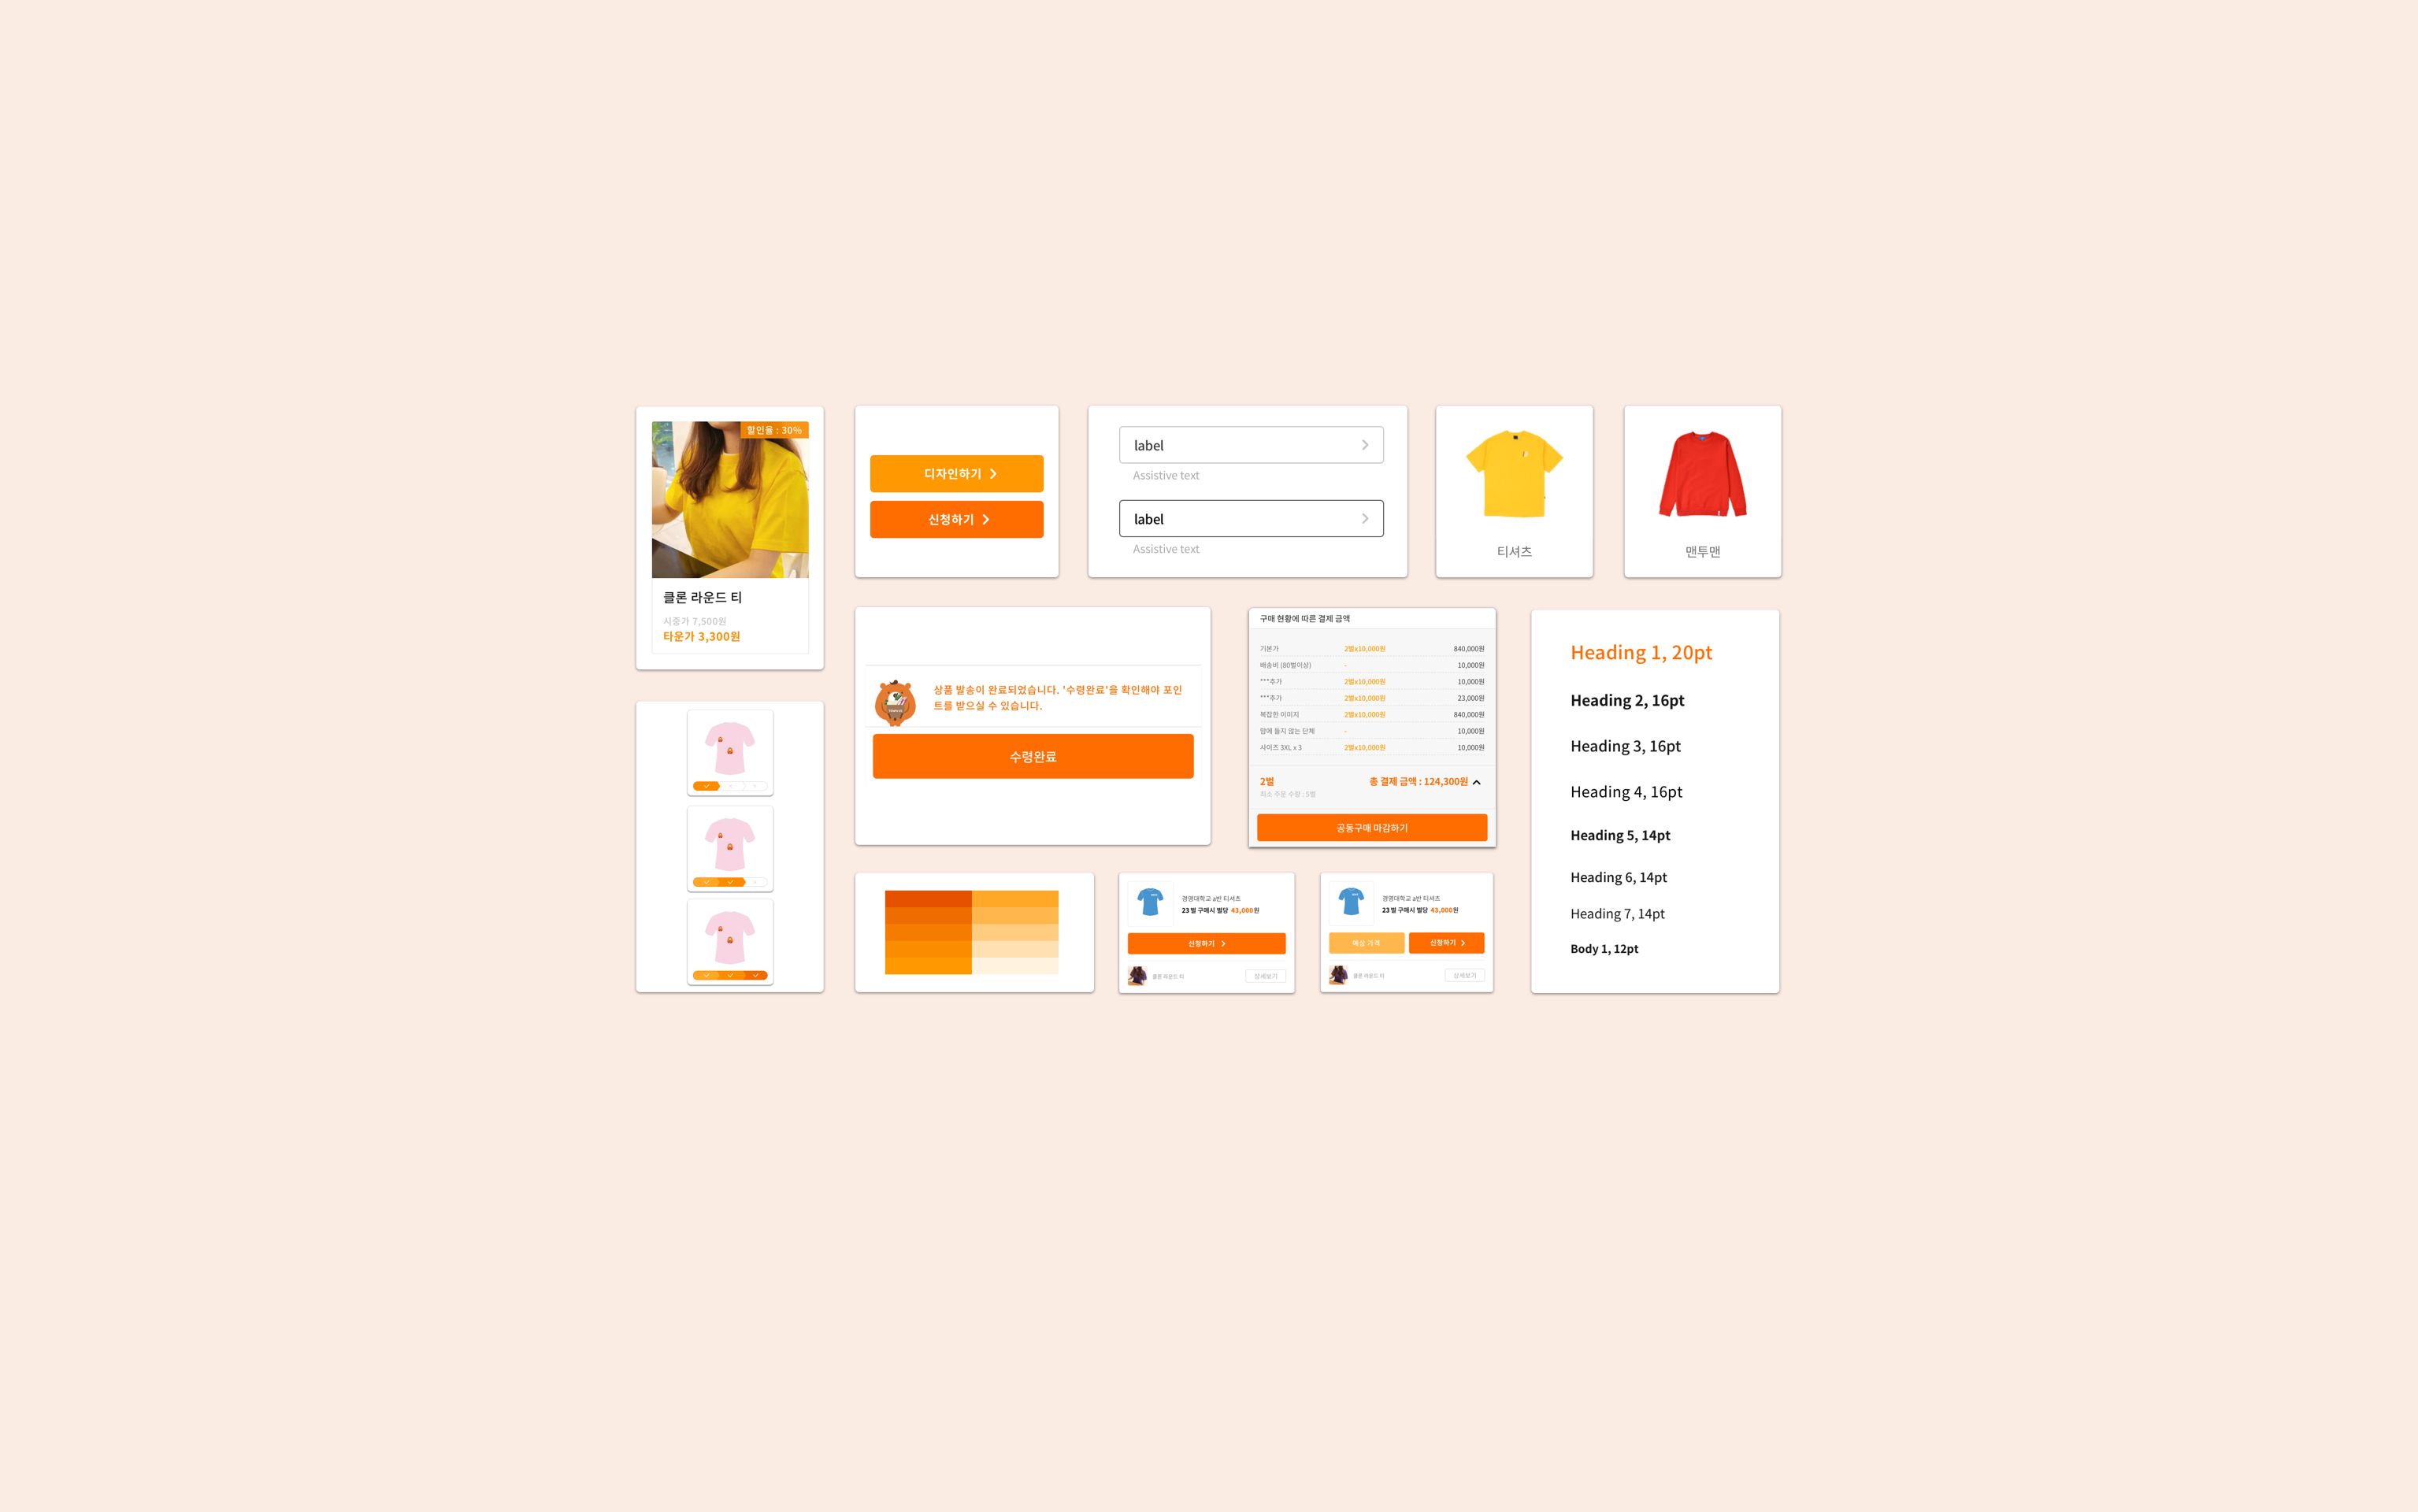 할인율 : 30%
클론 라운드 티
시중가 7,500원
타운가 3,300원
디자인하기
신청하기
label
Assistive text
label
Assistive text
티셔츠
맨투맨
상품 발송이 완료되었습니다. '수령완료'을 확인해야 포인
트를 받으실 수 있습니다.
수령완료
구매 현황에 따른 결제 금액
기본가 2벌x10,000원 840,000원
배송비 (80벌이상) - 10,000원
***추가 2벌x10,000원 10,000원
***추가 2벌x10,000원 23,000원
복잡한 이미지 2벌x10,000원 840,000원
맘에 들지 않는 단체 - 10,000원
사이즈 3XL x 3 2벌x10,000원 10,000원
2벌 총 결제 금액 : 124,300원
최소 주문 수량 : 5벌
공동구매 마감하기
Heading 1, 20pt
Heading 2, 16pt
Heading 3, 16pt
Heading 4, 16pt
Heading 5, 14pt
Heading 6, 14pt
Heading 7, 14pt
Body 1, 12pt
경영대학교 a반 티셔츠
23 벌 구매시 벌당 43,000원
신청하기
클론 라운드 티
상세보기
경영대학교 a반 티셔츠
23 벌 구매시 벌당 43,000원
예상 가격
신청하기
클론 라운드 티
상세보기